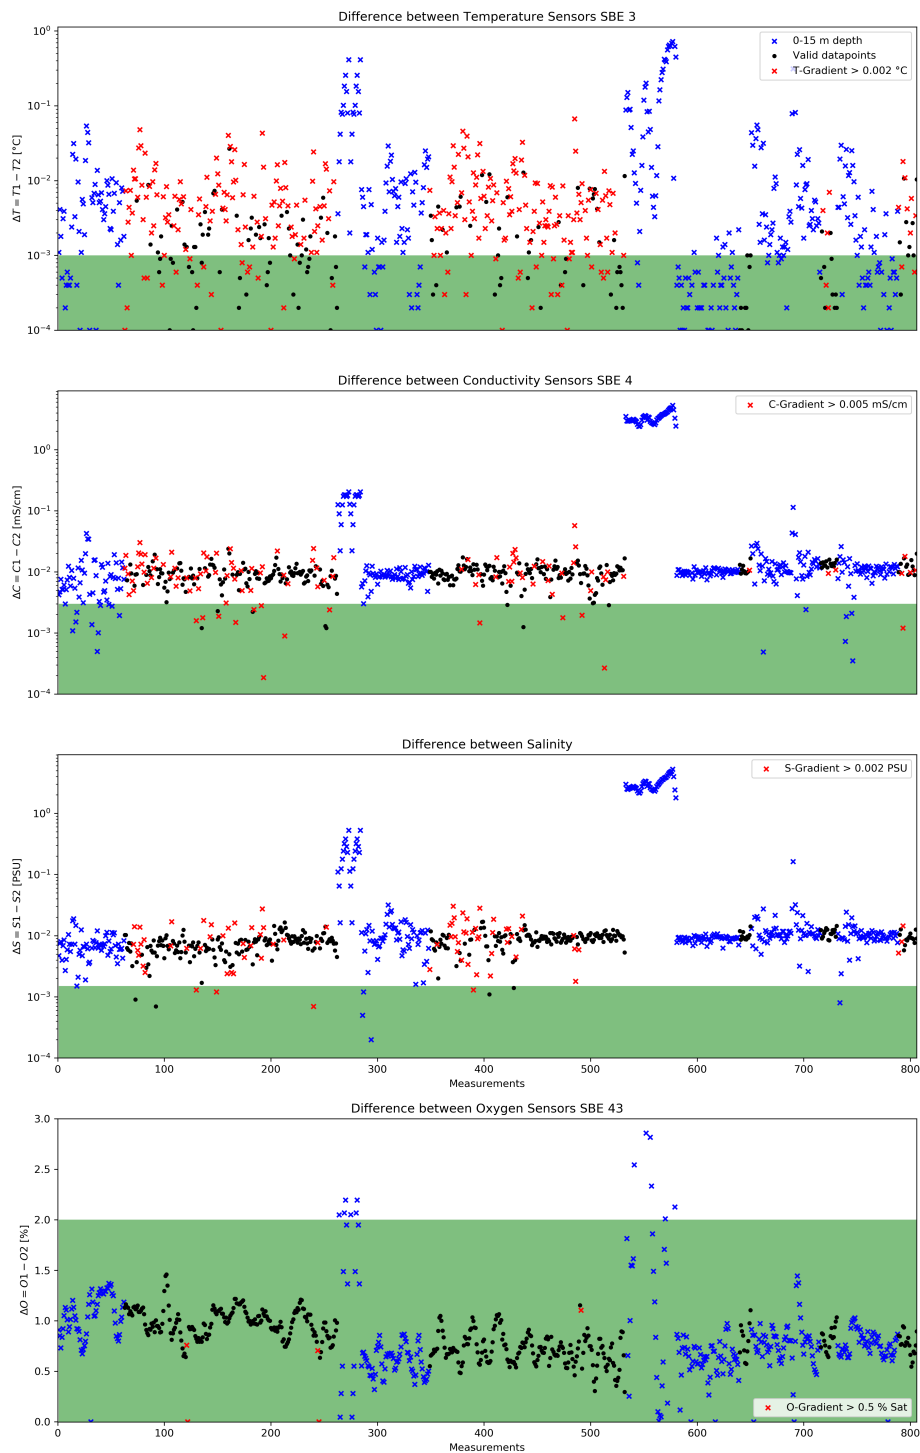 Difference between Temperature Sensors SBE 3
10⁰
10⁻¹
10⁻²
10⁻³
10⁻⁴
ΔT = T1 − T2 [°C]
0-15 m depth
Valid datapoints
T-Gradient > 0.002 °C
Difference between Conductivity Sensors SBE 4
10⁰
10⁻¹
10⁻²
10⁻³
10⁻⁴
ΔC = C1 − C2 [mS/cm]
C-Gradient > 0.005 mS/cm
Difference between Salinity
10⁰
10⁻¹
10⁻²
10⁻³
10⁻⁴
ΔS = S1 − S2 [PSU]
S-Gradient > 0.002 PSU
0 100 200 300 400 500 600 700 800
Measurements
Difference between Oxygen Sensors SBE 43
3.0
2.5
2.0
1.5
1.0
0.5
0.0
ΔO = O1 − O2 [%]
O-Gradient > 0.5 % Sat
0 100 200 300 400 500 600 700 800
Measurements